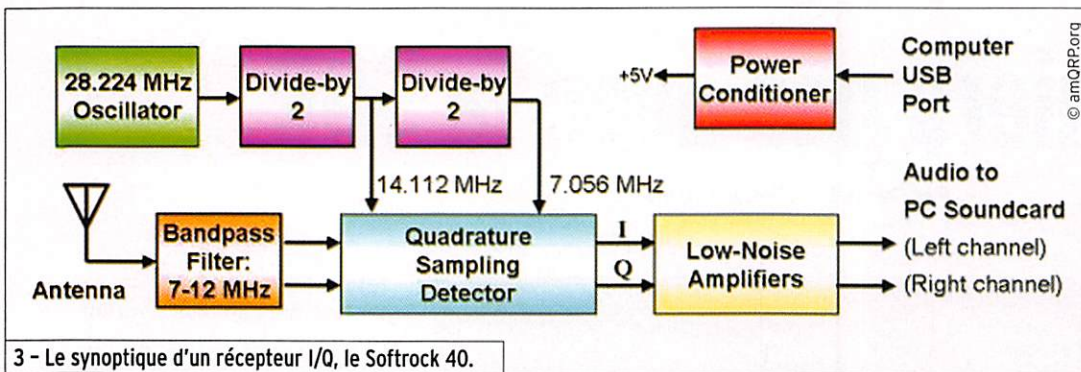 28.224 MHz
Oscillator
Divide-by
2
Divide-by
2
+5V
Power
Conditioner
Computer
USB
Port
© amQRP.org
14.112 MHz
7.056 MHz
Antenna
Bandpass
Filter:
7-12 MHz
Quadrature
Sampling
Detector
I
Q
Low-Noise
Amplifiers
Audio to
PC Soundcard
(Left channel)
(Right channel)
3 - Le synoptique d'un récepteur I/Q, le Softrock 40.